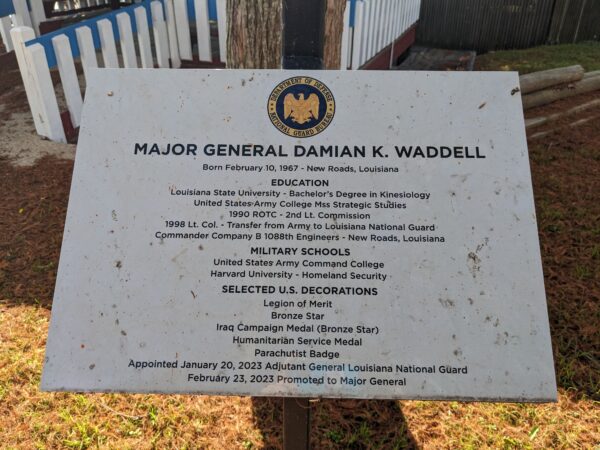 DEPARTMENT OF DEFENSE
NATIONAL GUARD BUREAU
MAJOR GENERAL DAMIAN K. WADDELL
Born February 10, 1967 - New Roads, Louisiana
EDUCATION
Louisiana State University - Bachelor's Degree in Kinesiology
United States Army College Mss Strategic Studies
1990 ROTC - 2nd Lt. Commission
1998 Lt. Col. - Transfer from Army to Louisiana National Guard
Commander Company B 1088th Engineers - New Roads, Louisiana
MILITARY SCHOOLS
United States Army Command College
Harvard University - Homeland Security
SELECTED U.S. DECORATIONS
Legion of Merit
Bronze Star
Iraq Campaign Medal (Bronze Star)
Humanitarian Service Medal
Parachutist Badge
Appointed January 20, 2023 Adjutant General Louisiana National Guard
February 23, 2023 Promoted to Major General